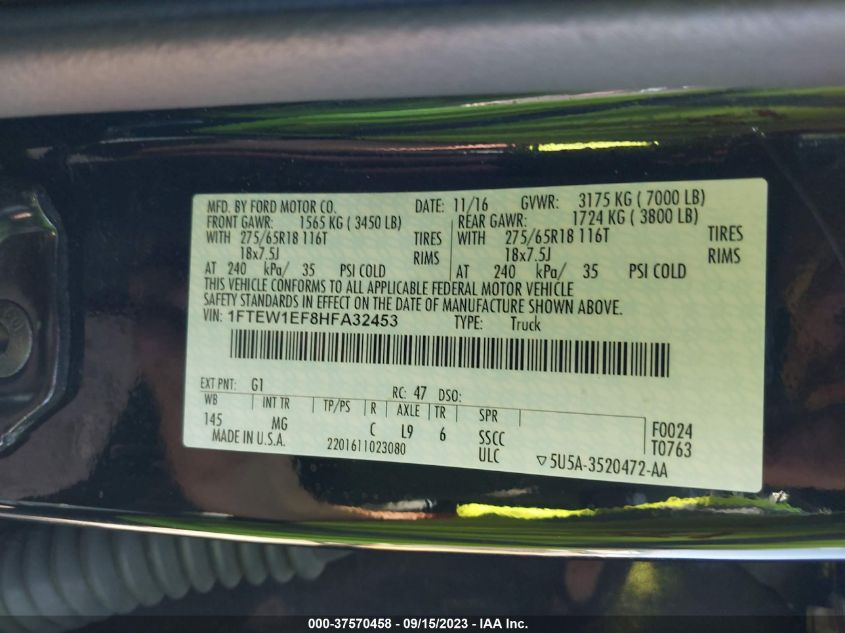 MFD. BY FORD MOTOR CO. DATE: 11/16 GVWR: 3175 KG ( 7000 LB)
FRONT GAWR: 1565 KG ( 3450 LB) REAR GAWR: 1724 KG ( 3800 LB)
WITH 275/65R18 116T TIRES WITH 275/65R18 116T TIRES
18x7.5J RIMS 18x7.5J RIMS
AT 240 kPa/ 35 PSI COLD AT 240 kPa/ 35 PSI COLD
THIS VEHICLE CONFORMS TO ALL APPLICABLE FEDERAL MOTOR VEHICLE
SAFETY STANDARDS IN EFFECT ON THE DATE OF MANUFACTURE SHOWN ABOVE.
VIN: 1FTEW1EF8HFA32453 TYPE: Truck
EXT PNT: G1 RC: 47 DSO:
WB INT TR TP/PS R AXLE TR SPR
145 MG C L9 6 SSCC F0024
MADE IN U.S.A. 2201611023080 ULC T0763
▽5U5A-3520472-AA
000-37570458 - 09/15/2023 - IAA Inc.